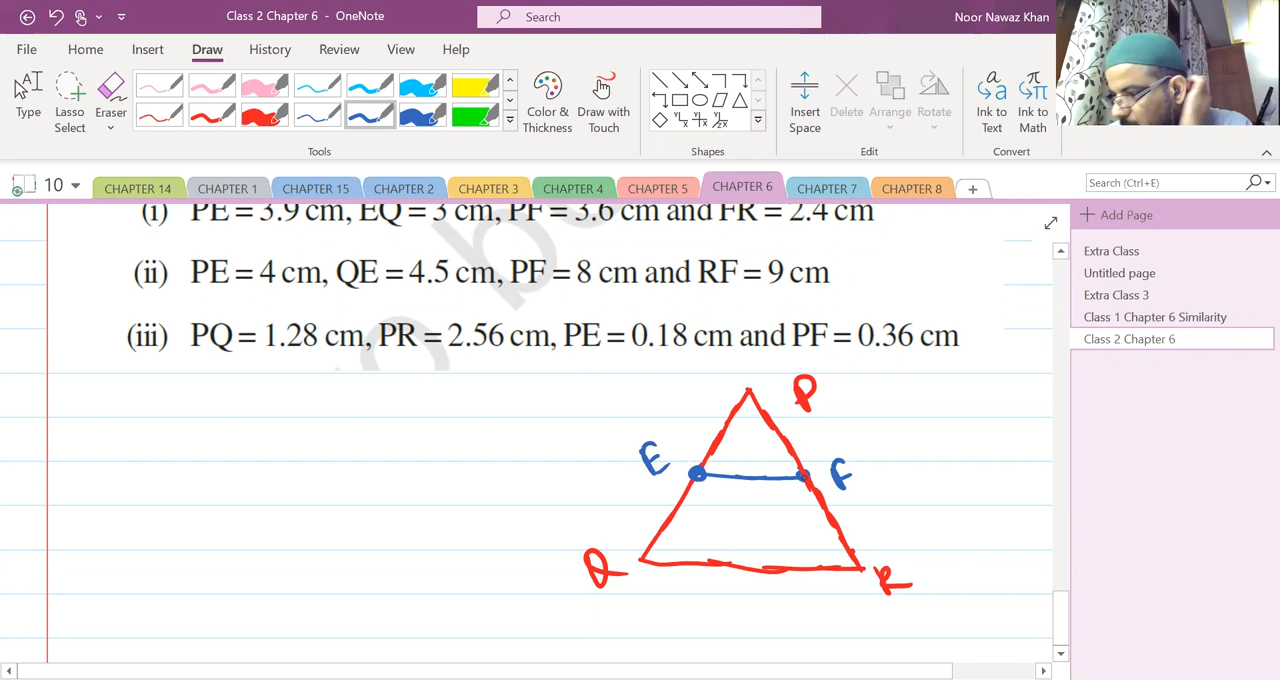 Class 2 Chapter 6 - OneNote
Search
Noor Nawaz Khan
File Home Insert Draw History Review View Help
Type
Lasso Select
Eraser
Color & Thickness
Draw with Touch
Insert Space
Delete
Arrange
Rotate
Ink to Text
Ink to Math
Tools
Shapes
Edit
Convert
10
CHAPTER 14
CHAPTER 1
CHAPTER 15
CHAPTER 2
CHAPTER 3
CHAPTER 4
CHAPTER 5
CHAPTER 6
CHAPTER 7
CHAPTER 8
Search (Ctrl+E)
Add Page
Extra Class
Untitled page
Extra Class 3
Class 1 Chapter 6 Similarity
Class 2 Chapter 6
(i) PE = 3.9 cm, EQ = 3 cm, PF = 3.6 cm and FR = 2.4 cm
(ii) PE = 4 cm, QE = 4.5 cm, PF = 8 cm and RF = 9 cm
(iii) PQ = 1.28 cm, PR = 2.56 cm, PE = 0.18 cm and PF = 0.36 cm
P
E F
Q R